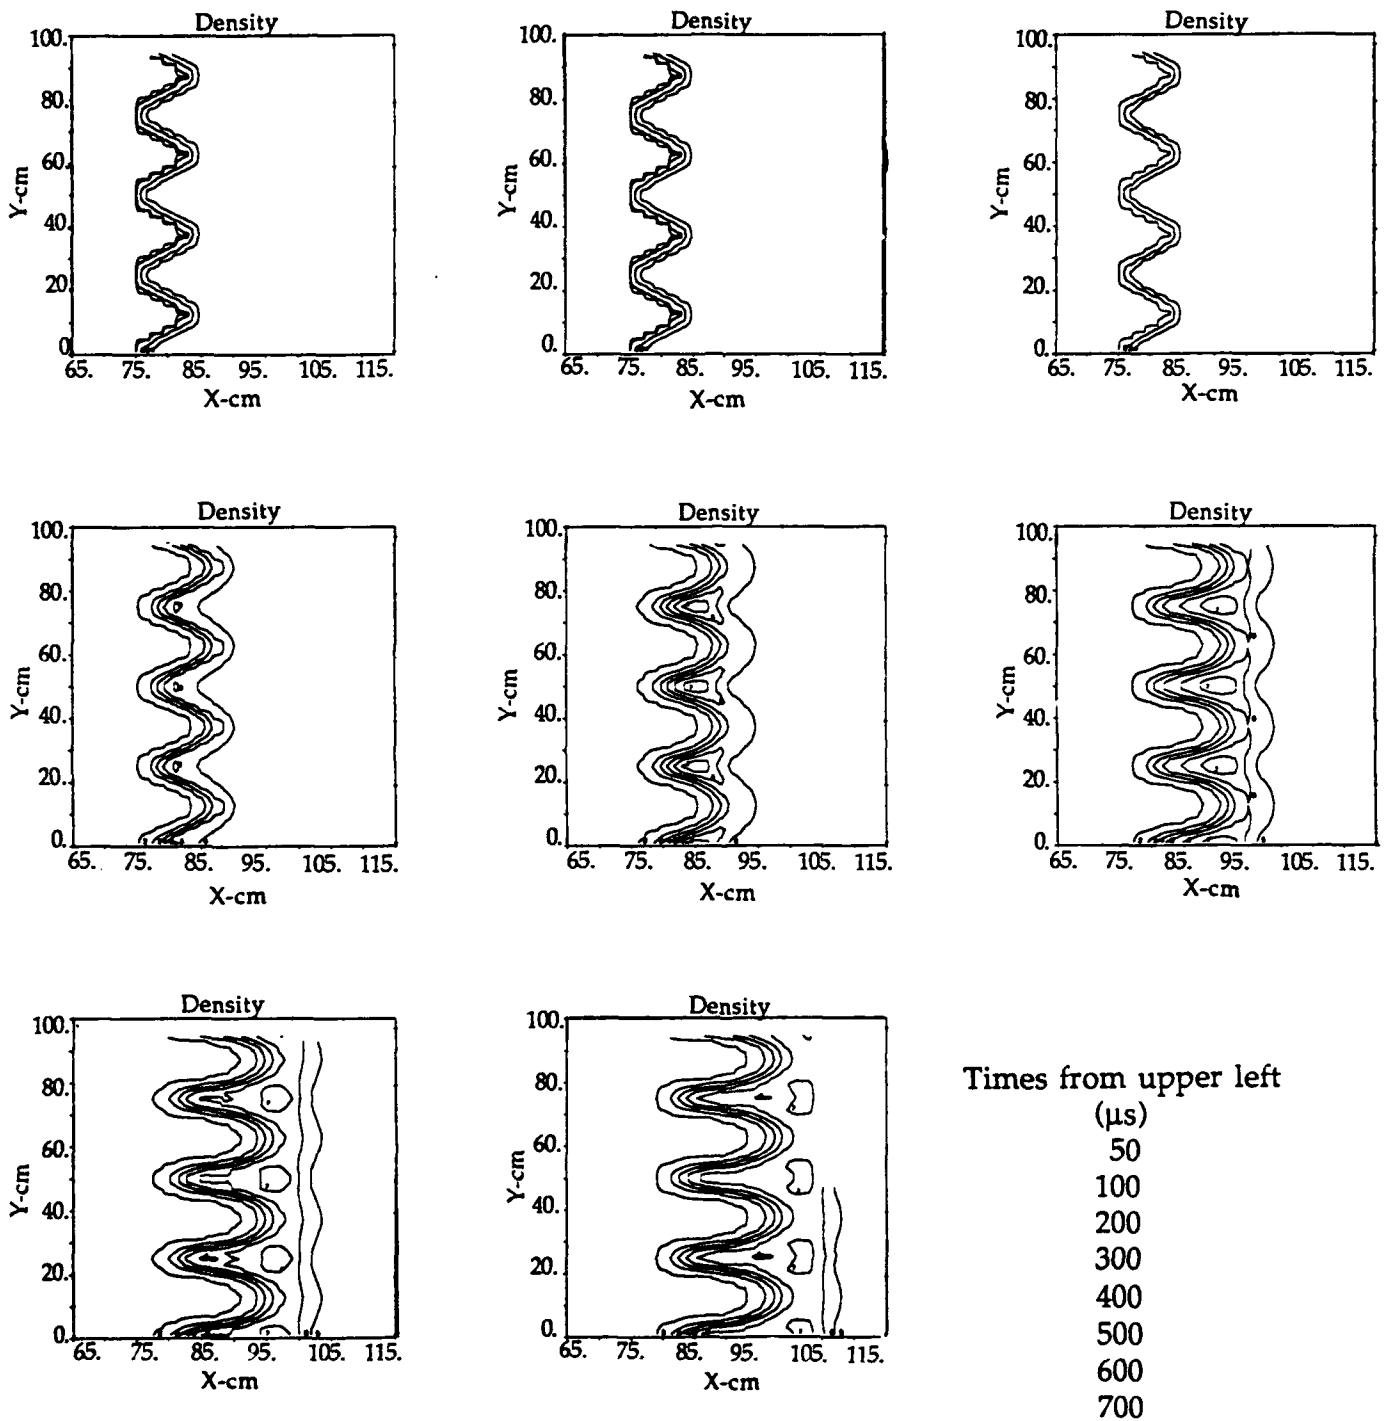 Density
100.
80.
60.
40.
20.
0
Y-cm
65. 75. 85. 95. 105. 115.
X-cm
Density
100.
80.
60.
40.
20.
0.
Y-cm
65. 75. 85. 95. 105. 115.
X-cm
Density
100.
80.
60.
40.
20.
0.
Y-cm
65. 75. 85. 95. 105. 115.
X-cm
Density
100.
80.
60.
40.
20.
0.
Y-cm
65. 75. 85. 95. 105. 115.
X-cm
Density
100.
80.
60.
40.
20.
0.
Y-cm
65. 75. 85. 95. 105. 115.
X-cm
Density
100.
80.
60.
40.
20.
0
Y-cm
65. 75. 85. 95. 105. 115.
X-cm
Density
100.
80.
60.
40.
20.
0.
Y-cm
65. 75. 85. 95. 105. 115.
X-cm
Density
100.
80.
60.
40.
20.
0.
Y-cm
65. 75. 85. 95. 105. 115.
X-cm
Times from upper left
(μs)
50
100
200
300
400
500
600
700